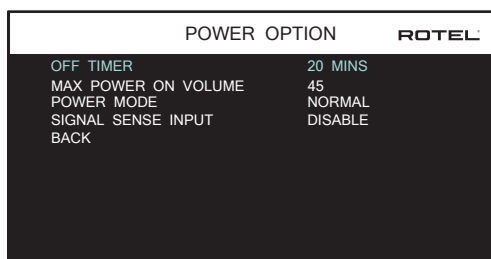 POWER OPTION ROTEL
OFF TIMER 20 MINS
MAX POWER ON VOLUME 45
POWER MODE NORMAL
SIGNAL SENSE INPUT DISABLE
BACK